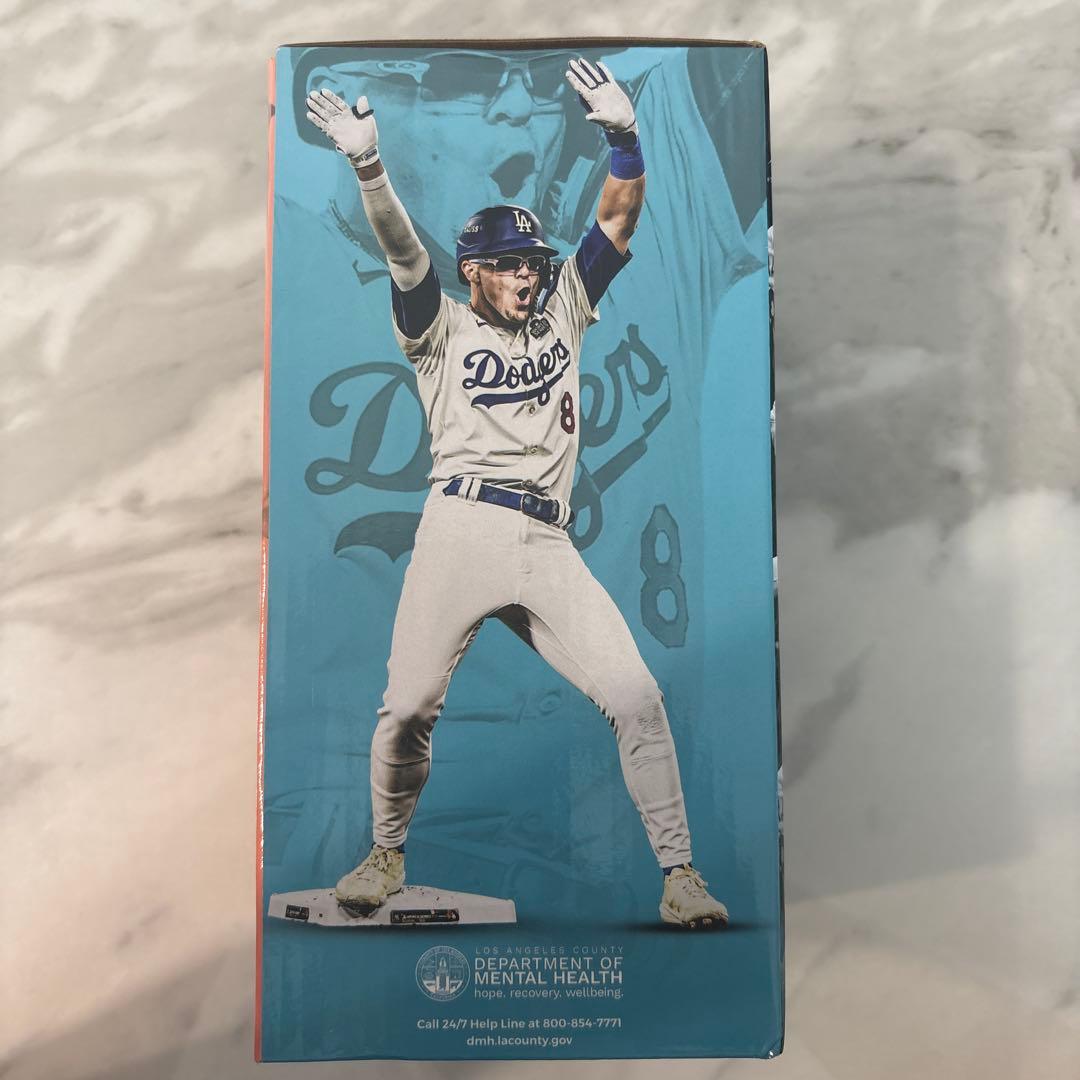 LA
Dodgers
8
Dodgers
8
LOS ANGELES COUNTY
DEPARTMENT OF
MENTAL HEALTH
hope. recovery. wellbeing.
Call 24/7 Help Line at 800-854-7771
dmh.lacounty.gov